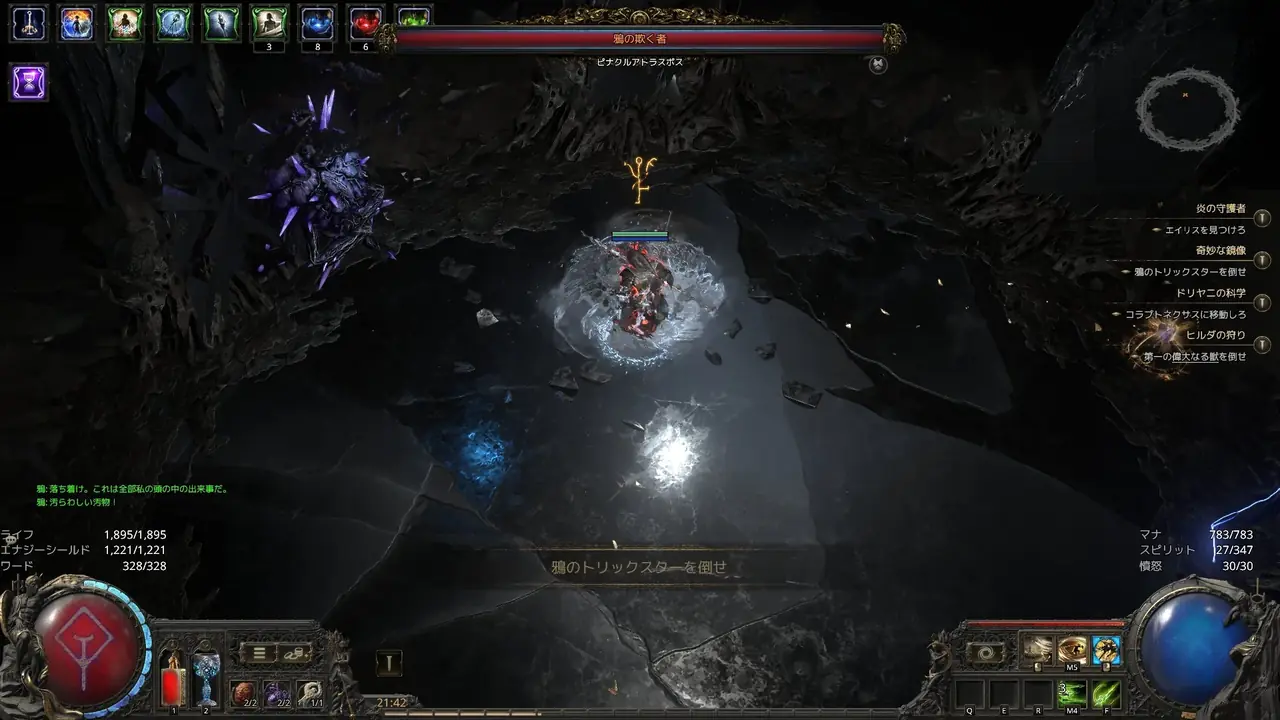 3
8
6
鴉の欺く者
ピナクルアトラスボス
炎の守護者
エイリスを見つけろ
奇妙な鏡像
鴉のトリックスターを倒せ
ドリヤニの科学
コラプトネクサスに移動しろ
ヒルダの狩り
第一の偉大なる獣を倒せ
鴉: 落ち着け。これは全部私の頭の中の出来事だ。
鴉: 汚らわしい汚物！
ライフ 1,895/1,895
エナジーシールド 1,221/1,221
ワード 328/328
マナ 783/783
スピリット 27/347
憤怒 30/30
鴉のトリックスターを倒せ
1
2
2/2
2/2
1/1
21:42
M5
3
Q
E
R
M4
F